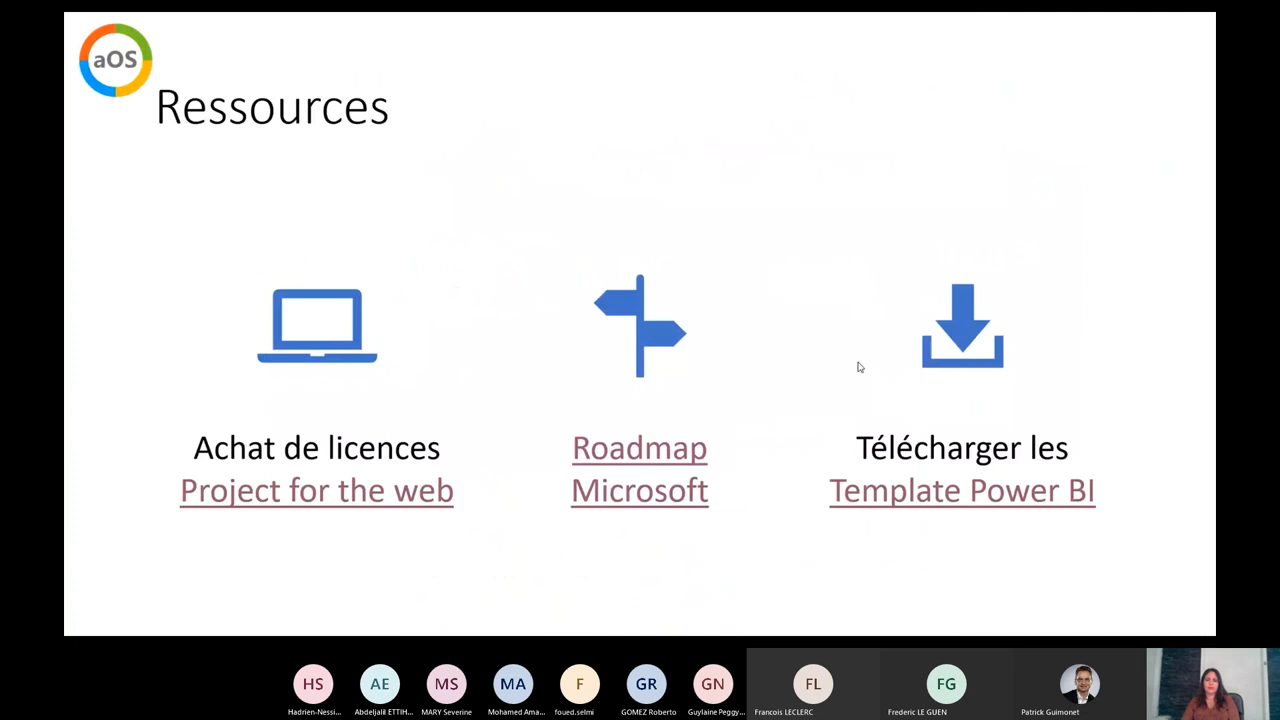 aOS
Ressources
Achat de licences
Project for the web
Roadmap
Microsoft
Télécharger les
Template Power BI
HS
AE
MS
MA
F
GR
GN
FL
FG
Hadrien-Nessi...
Abdeljalil ETTIH...
MARY Severine
Mohamed Ama...
foued.selmi
GOMEZ Roberto
Guylaine Peggy...
Francois LECLERC
Frederic LE GUEN
Patrick Guimonet